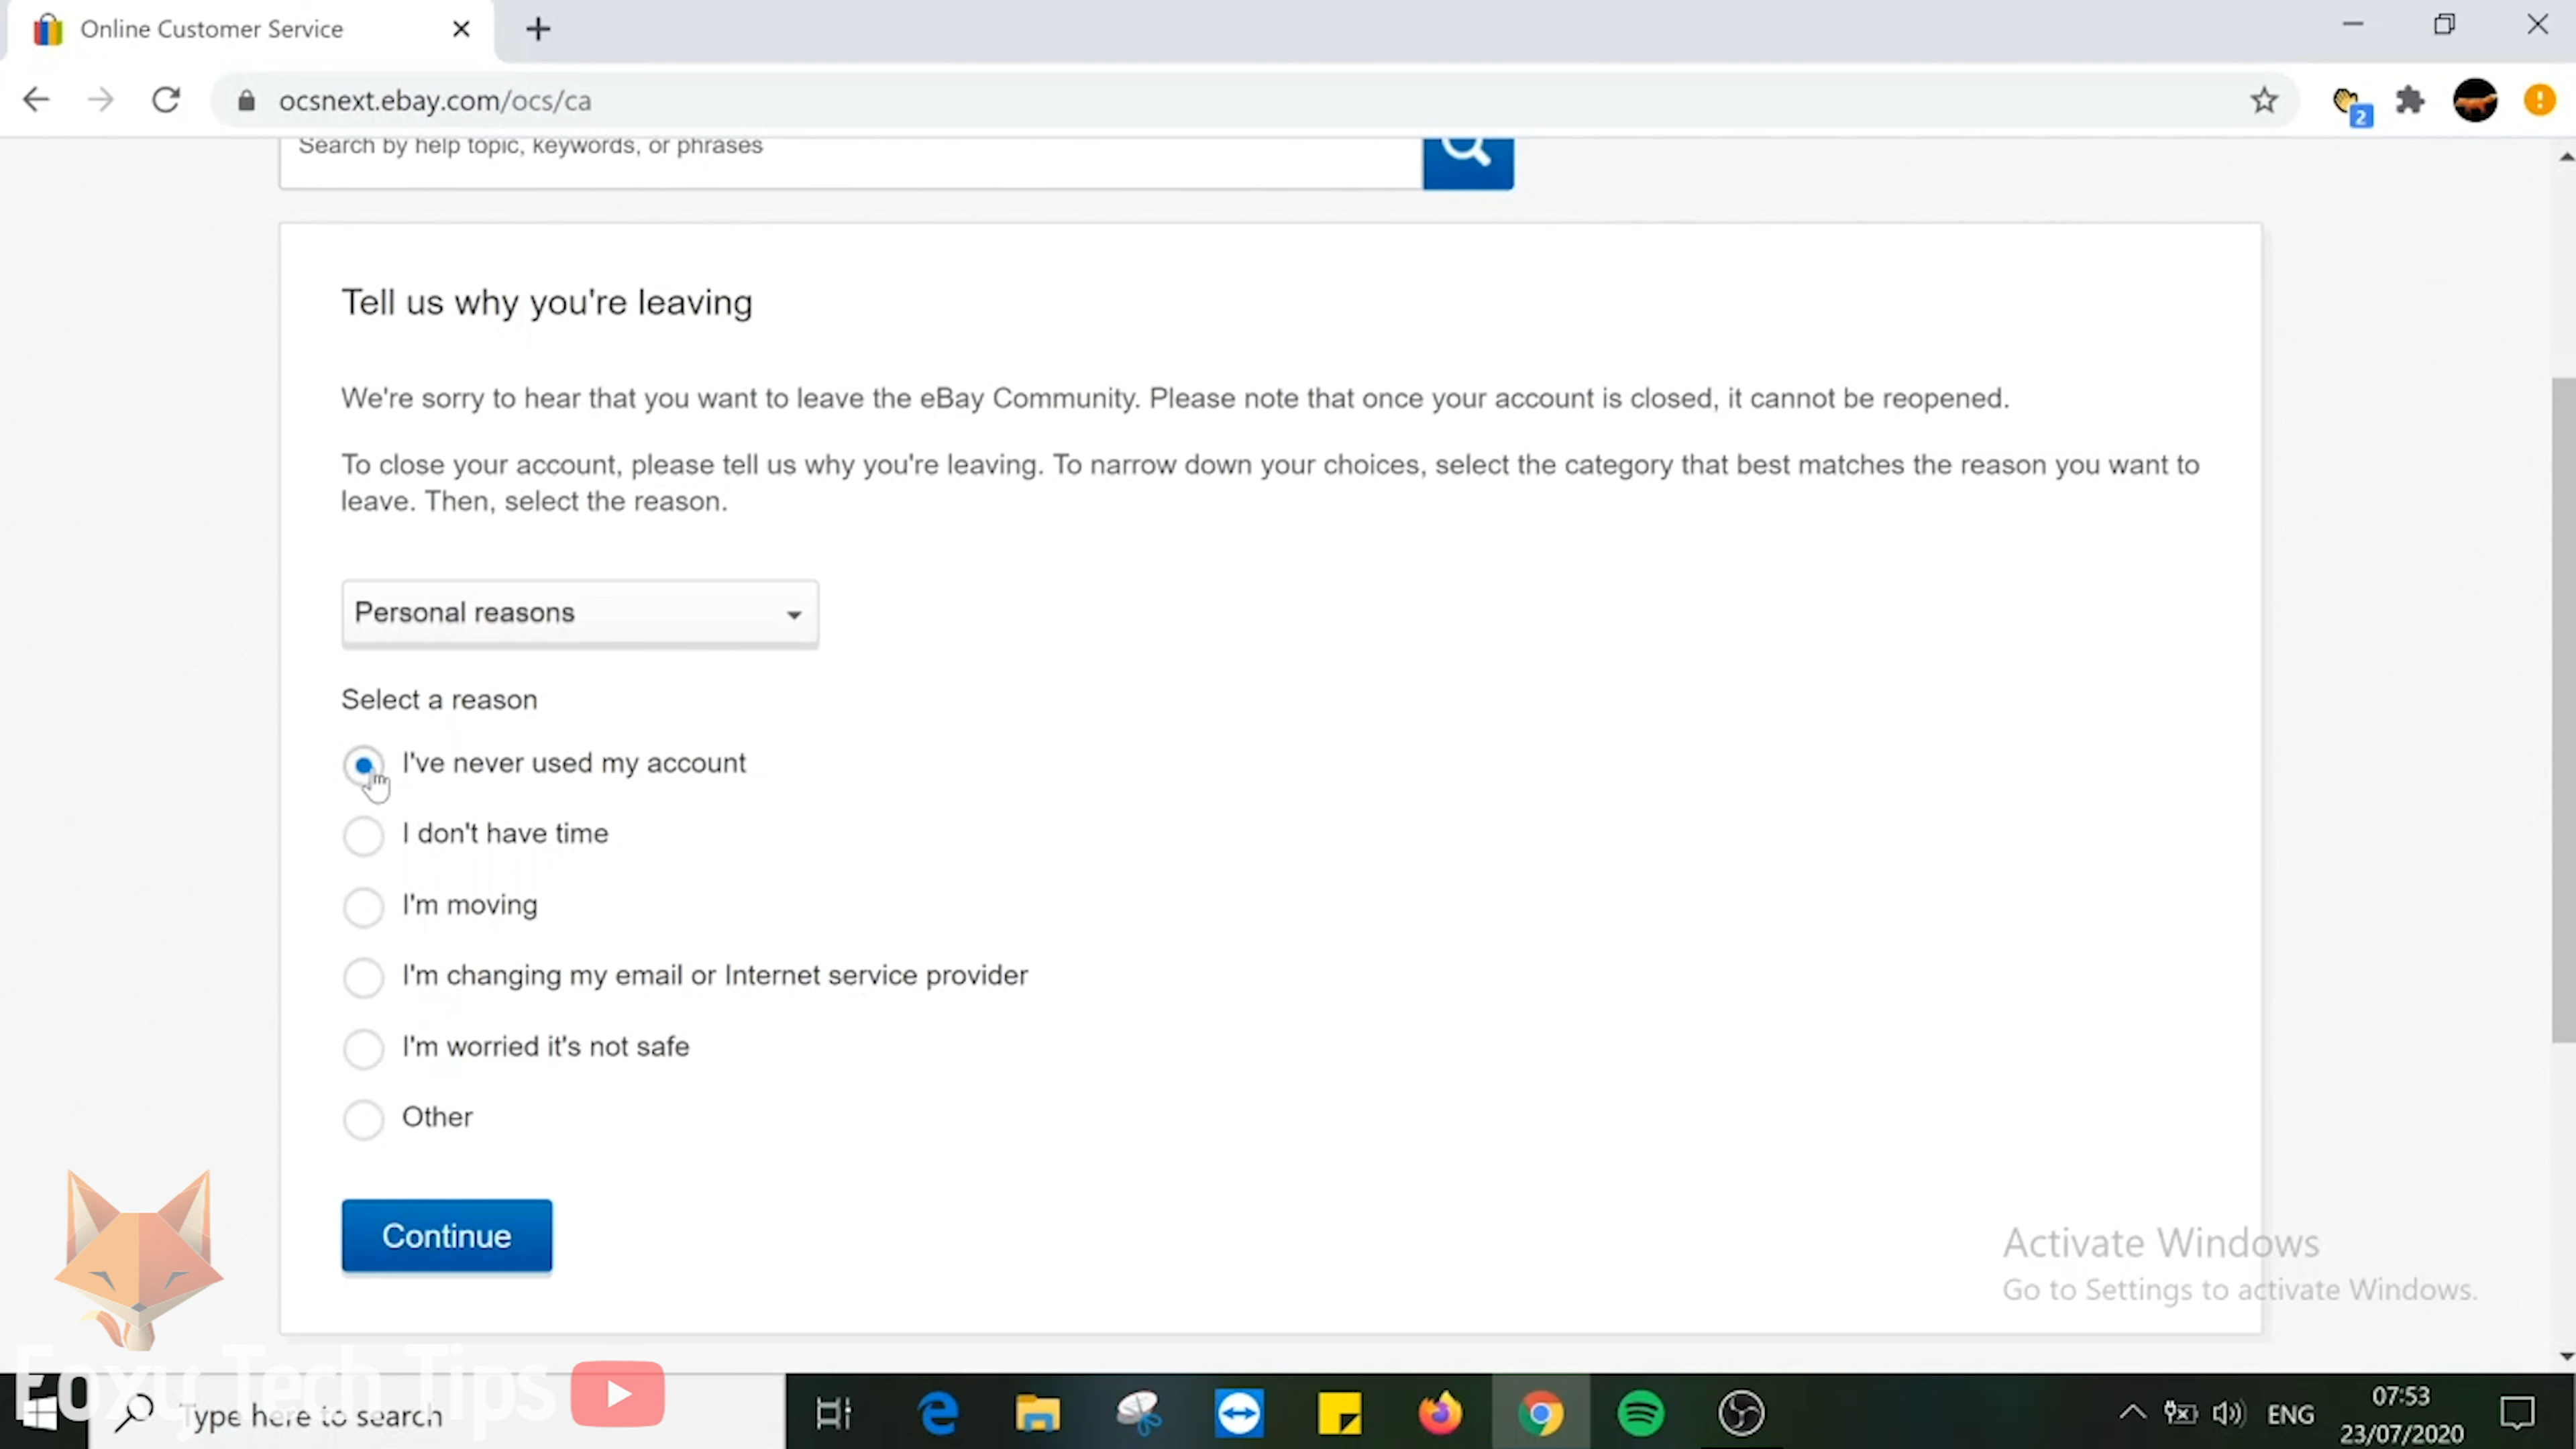 Online Customer Service
ocsnext.ebay.com/ocs/ca
2
Search by help topic, keywords, or phrases
Tell us why you're leaving
We're sorry to hear that you want to leave the eBay Community. Please note that once your account is closed, it cannot be reopened.
To close your account, please tell us why you're leaving. To narrow down your choices, select the category that best matches the reason you want to
leave. Then, select the reason.
Personal reasons
Select a reason
I've never used my account
I don't have time
I'm moving
I'm changing my email or Internet service provider
I'm worried it's not safe
Other
Continue
Activate Windows
Go to Settings to activate Windows.
Foxy Tech Tips
Type here to search
ENG
07:53
23/07/2020